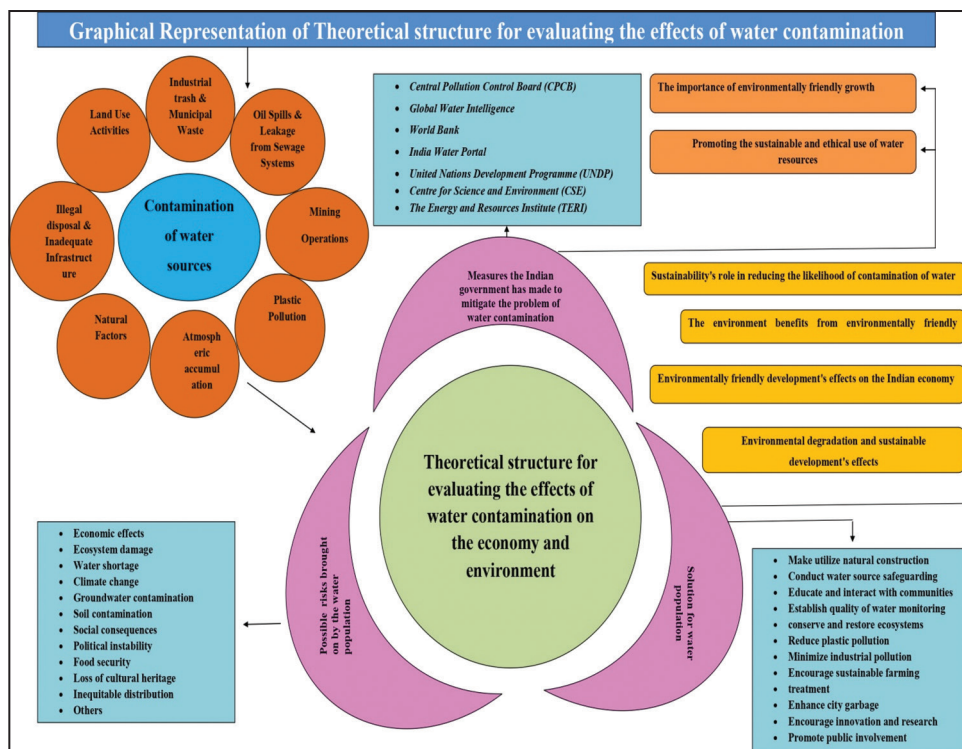 Graphical Representation of Theoretical structure for evaluating the effects of water contamination
Industrial
trash &
Municipal
Waste
Land Use
Activities
Oil Spills &
Leakage
from Sewage
Systems
Illegal
disposal &
Inadequate
Infrastruct
ure
Contamination
of water
sources
Mining
Operations
Natural
Factors
Atmosph
eric
accumul
ation
Plastic
Pollution
• Central Pollution Control Board (CPCB)
• Global Water Intelligence
• World Bank
• India Water Portal
• United Nations Development Programme (UNDP)
• Centre for Science and Environment (CSE)
• The Energy and Resources Institute (TERI)
The importance of environmentally friendly growth
Promoting the sustainable and ethical use of water
resources
Measures the Indian
government has made to
mitigate the problem of
water contamination
Sustainability's role in reducing the likelihood of contamination of water
The environment benefits from environmentally friendly
Environmentally friendly development's effects on the Indian economy
Environmental degradation and sustainable
development's effects
Theoretical structure for
evaluating the effects of
water contamination on
the economy and
environment
Possible risks brought
on by the water
population
Solution for water
population
• Economic effects
• Ecosystem damage
• Water shortage
• Climate change
• Groundwater contamination
• Soil contamination
• Social consequences
• Political instability
• Food security
• Loss of cultural heritage
• Inequitable distribution
• Others
• Make utilize natural construction
• Conduct water source safeguarding
• Educate and interact with communities
• Establish quality of water monitoring
• conserve and restore ecosystems
• Reduce plastic pollution
• Minimize industrial pollution
• Encourage sustainable farming
• treatment
• Enhance city garbage
• Encourage innovation and research
• Promote public involvement